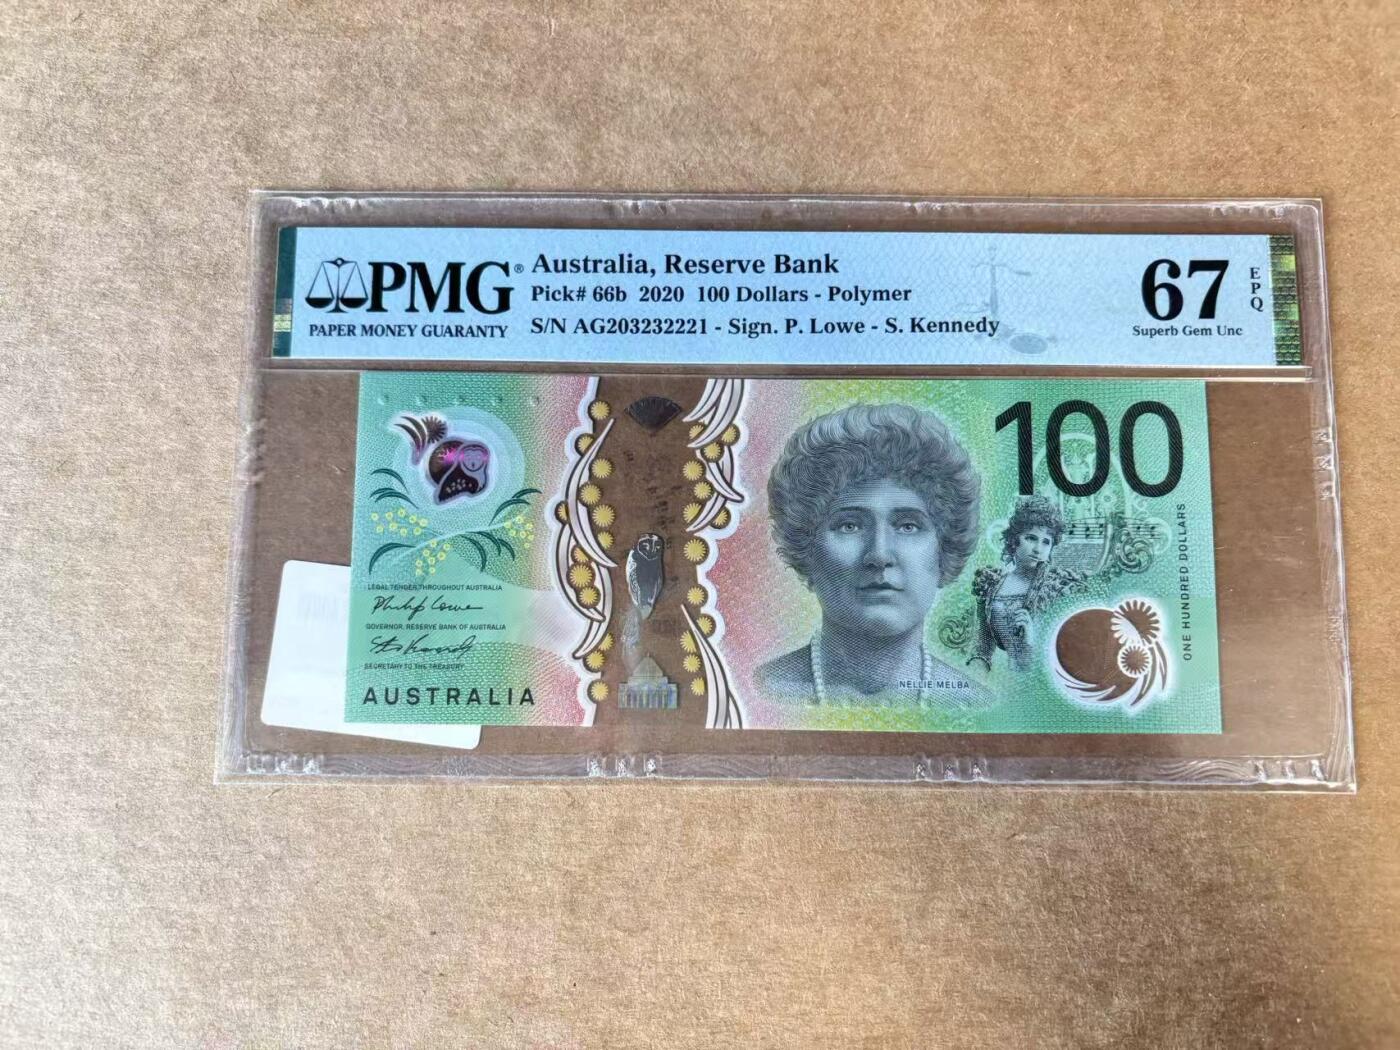 PMG®
PAPER MONEY GUARANTY
Australia, Reserve Bank
Pick# 66b 2020 100 Dollars - Polymer
S/N AG203232221 - Sign. P. Lowe - S. Kennedy
67
EPQ
Superb Gem Unc
100
ONE HUNDRED DOLLARS
LEGAL TENDER THROUGHOUT AUSTRALIA
Philip Lowe
GOVERNOR, RESERVE BANK OF AUSTRALIA
SECRETARY TO THE TREASURY
AUSTRALIA
NELLIE MELBA